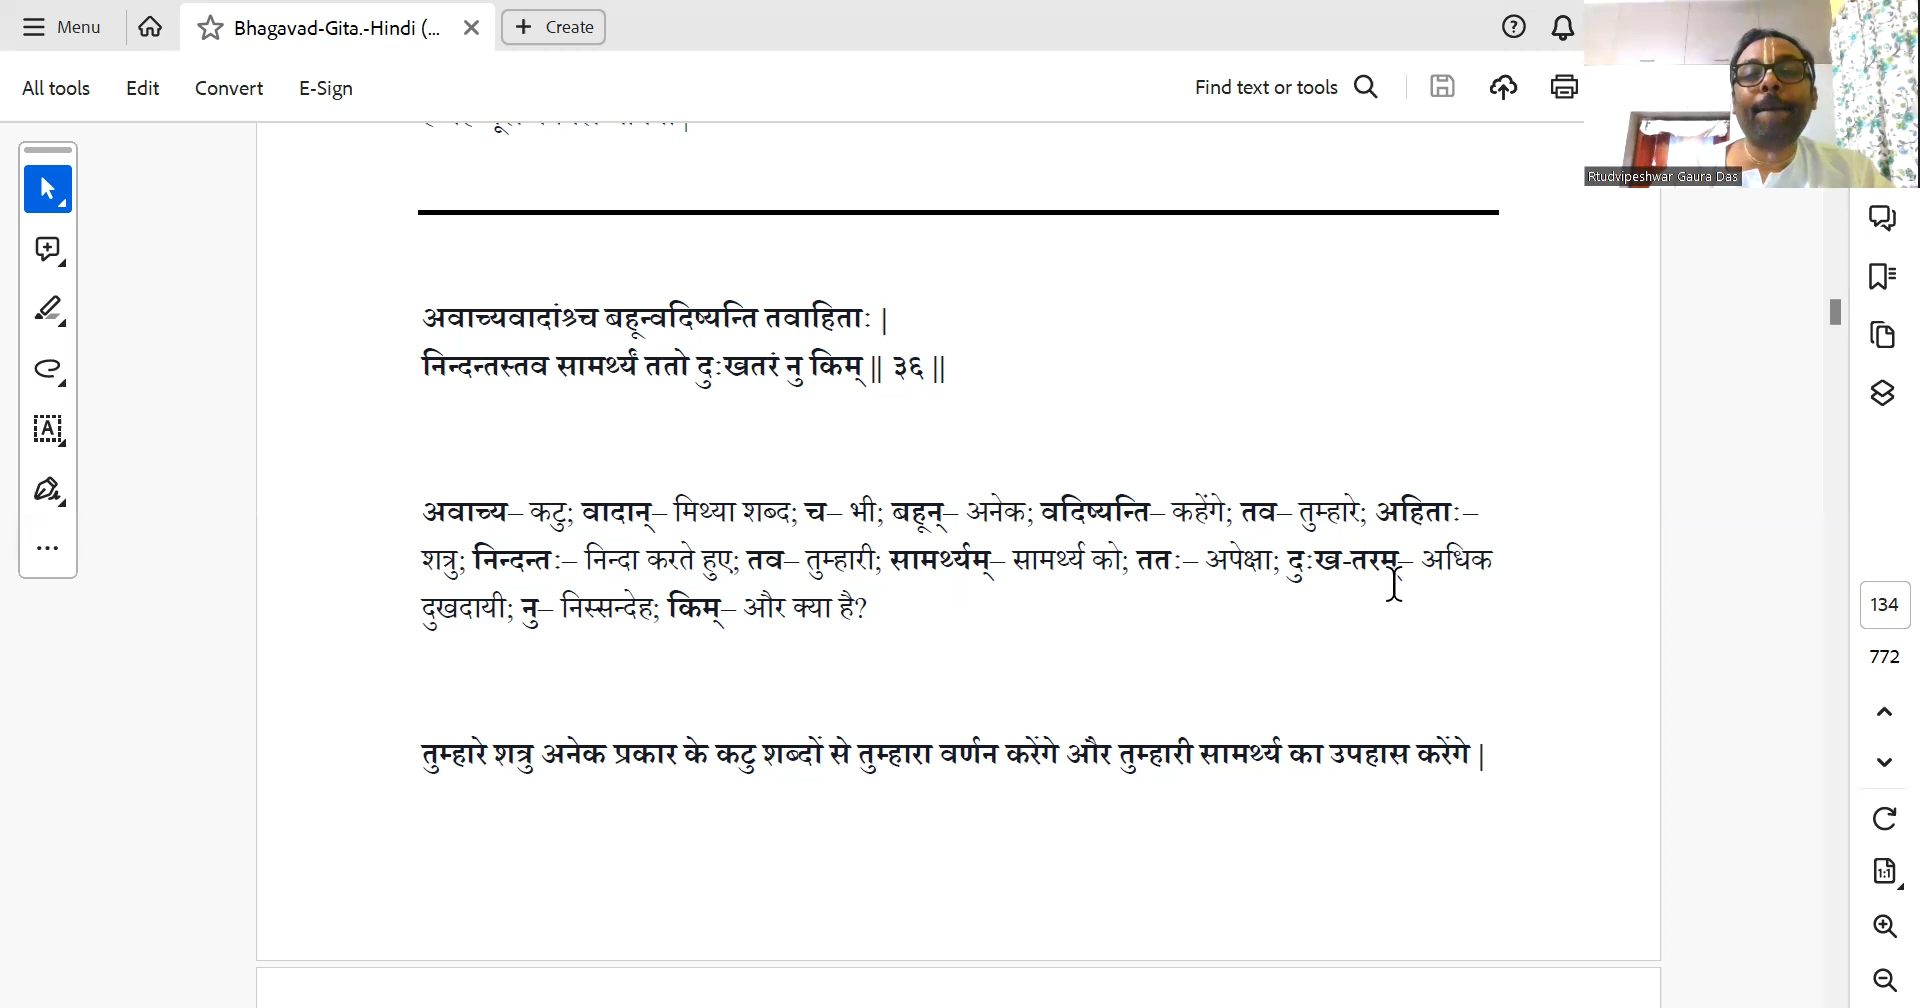 Menu
Bhagavad-Gita.-Hindi (...
Create
All tools Edit Convert E-Sign
Find text or tools
Rtudvipeshwar Gaura Das
अवाच्यवादांश्र्च बहून्वदिष्यन्ति तवाहिताः |
निन्दन्तस्तव सामर्थ्यं ततो दुःखतरं नु किम् || ३६ ||
अवाच्य– कटु; वादान्– मिथ्या शब्द; च– भी; बहून्– अनेक; वदिष्यन्ति– कहेंगे; तव– तुम्हारे; अहिताः–
शत्रु; निन्दन्तः– निन्दा करते हुए; तव– तुम्हारी; सामर्थ्यम्– सामर्थ्य को; ततः– अपेक्षा; दुःख-तरम्– अधिक
दुखदायी; नु– निस्सन्देह; किम्– और क्या है?
तुम्हारे शत्रु अनेक प्रकार के कटु शब्दों से तुम्हारा वर्णन करेंगे और तुम्हारी सामर्थ्य का उपहास करेंगे |
134
772